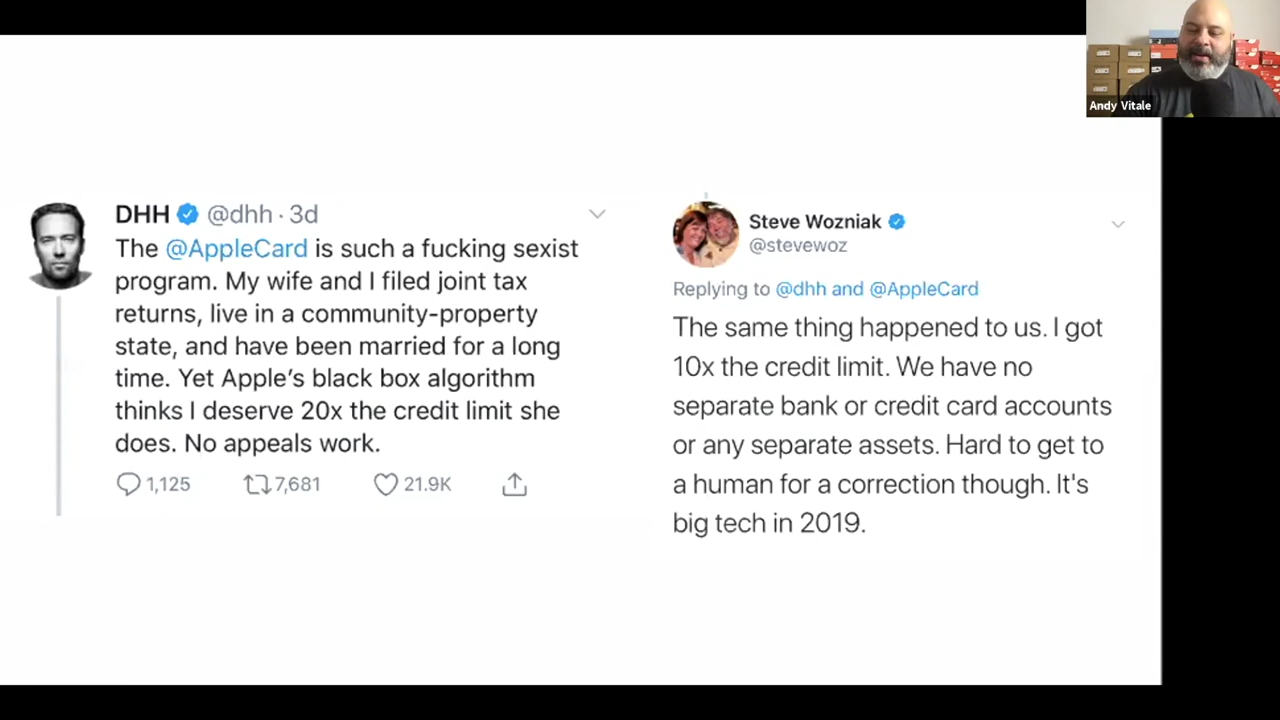 Andy Vitale
DHH @dhh · 3d
The @AppleCard is such a fucking sexist
program. My wife and I filed joint tax
returns, live in a community-property
state, and have been married for a long
time. Yet Apple’s black box algorithm
thinks I deserve 20x the credit limit she
does. No appeals work.
1,125 7,681 21.9K
Steve Wozniak
@stevewoz
Replying to @dhh and @AppleCard
The same thing happened to us. I got
10x the credit limit. We have no
separate bank or credit card accounts
or any separate assets. Hard to get to
a human for a correction though. It's
big tech in 2019.